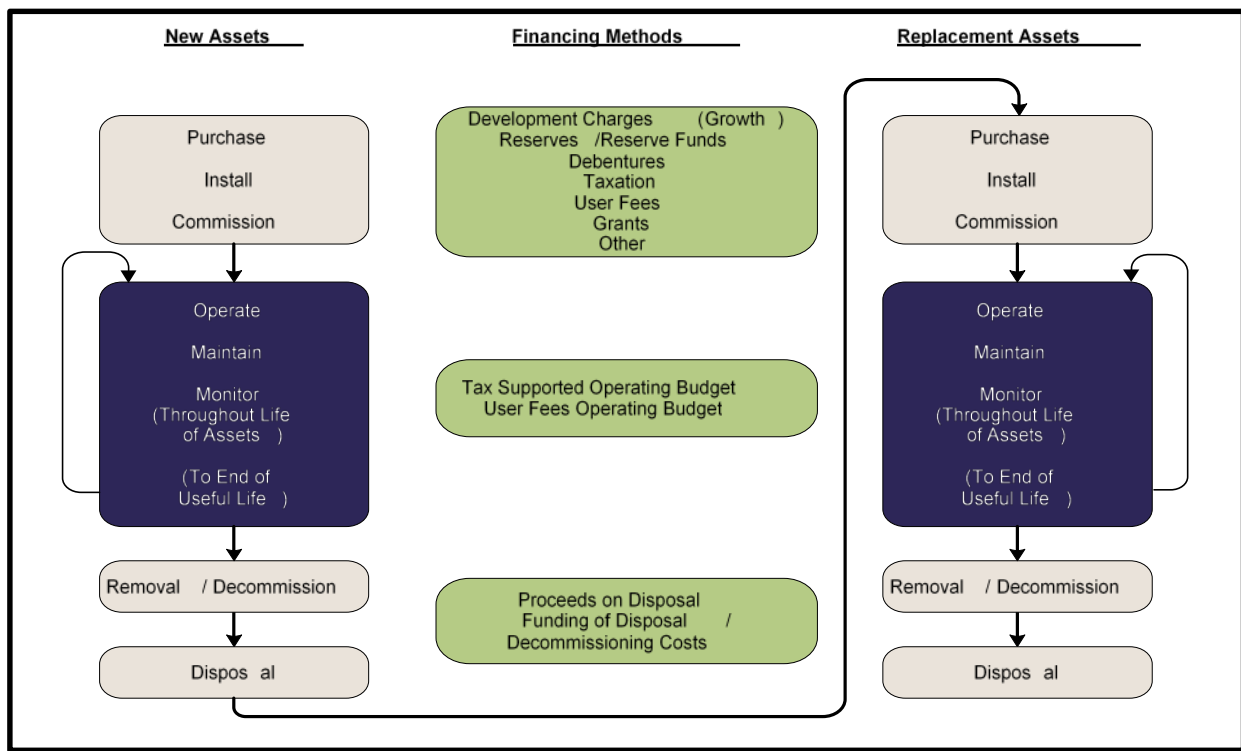 New Assets
Purchase
Install
Commission
Operate
Maintain
Monitor
(Throughout Life
of Assets )
(To End of
Useful Life )
Removal / Decommission
Dispos al
Financing Methods
Development Charges (Growth )
Reserves /Reserve Funds
Debentures
Taxation
User Fees
Grants
Other
Tax Supported Operating Budget
User Fees Operating Budget
Proceeds on Disposal
Funding of Disposal /
Decommissioning Costs
Replacement Assets
Purchase
Install
Commission
Operate
Maintain
Monitor
(Throughout Life
of Assets )
(To End of
Useful Life )
Removal / Decommission
Dispos al